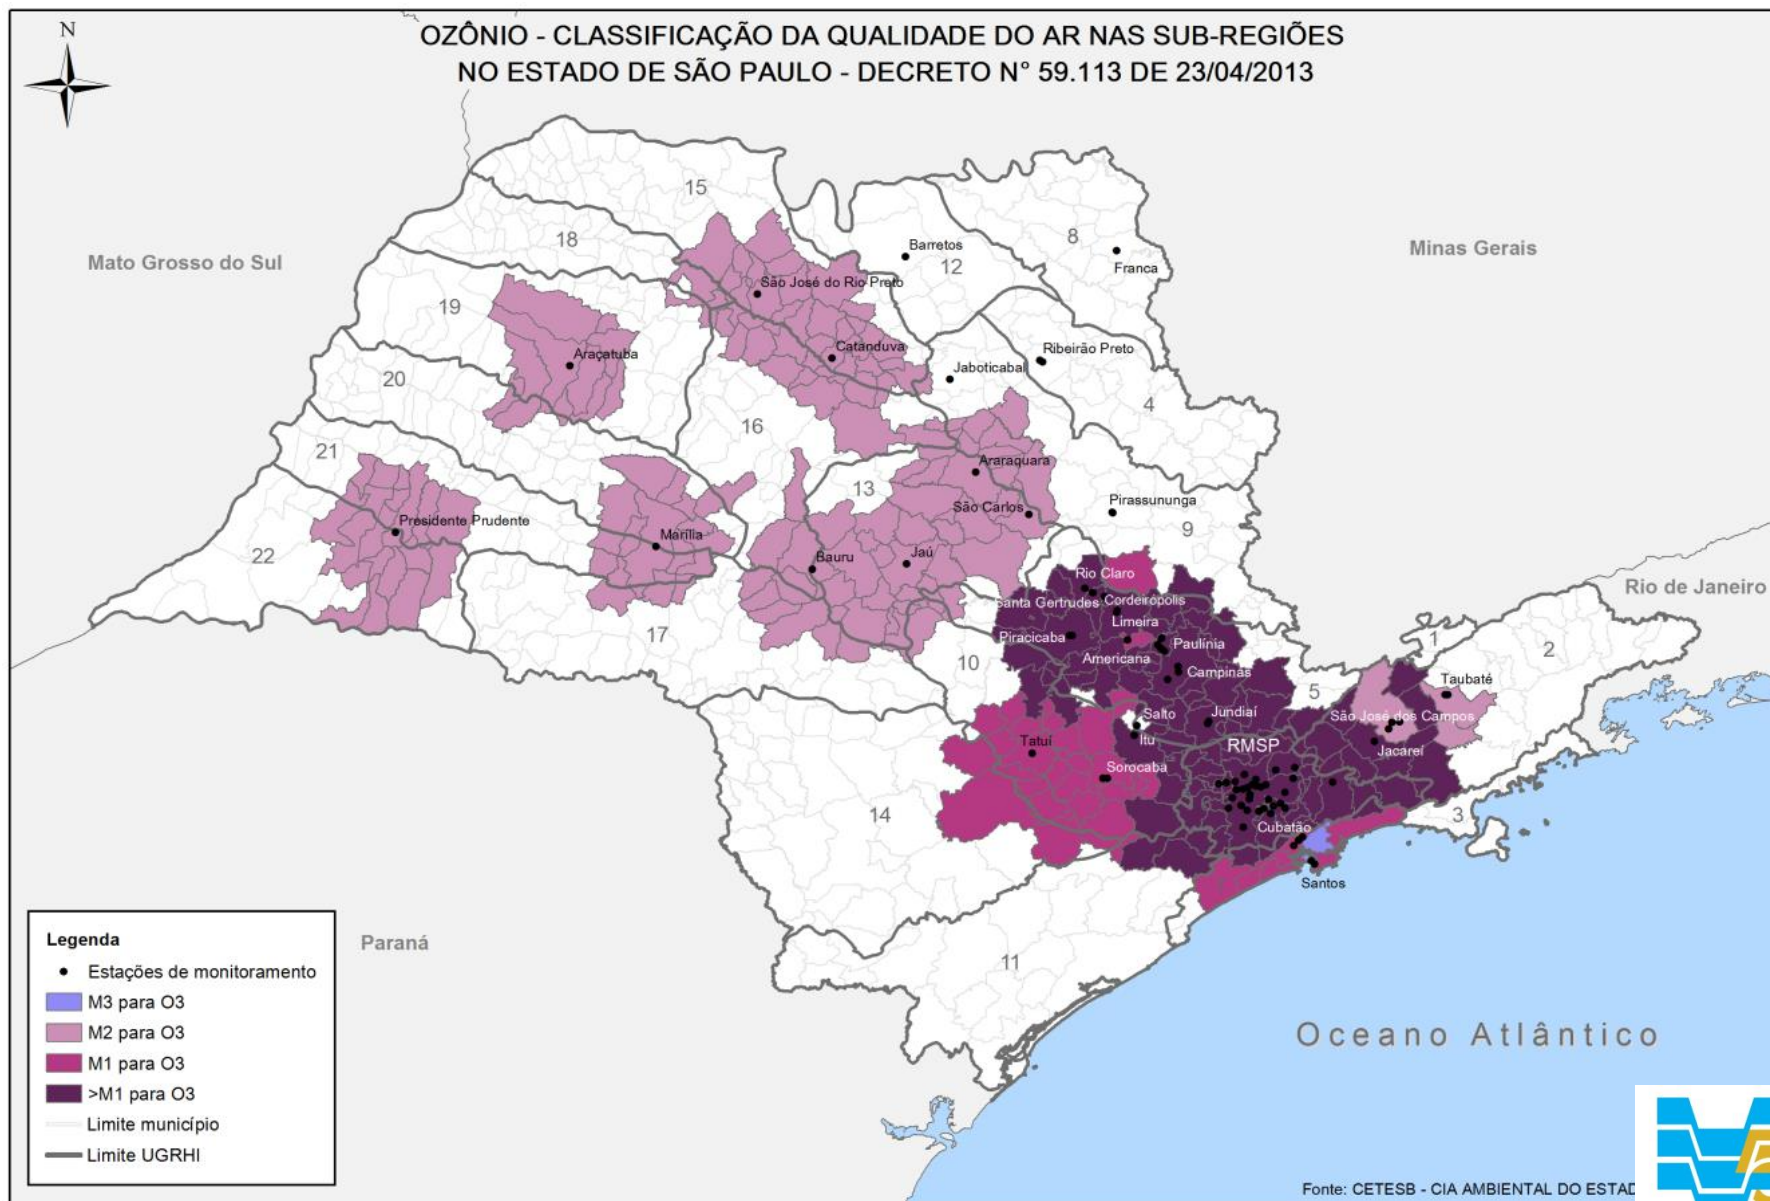 OZÔNIO - CLASSIFICAÇÃO DA QUALIDADE DO AR NAS SUB-REGIÕES
NO ESTADO DE SÃO PAULO - DECRETO N° 59.113 DE 23/04/2013
N
Mato Grosso do Sul
Minas Gerais
Rio de Janeiro
Paraná
Oceano Atlântico
15
18
8
Barretos
12
Franca
São José do Rio Preto
19
Catanduva
Ribeirão Preto
Araçatuba
Jaboticabal
20
4
16
21
Araraquara
13
Pirassununga
São Carlos
9
Presidente Prudente
Marília
22
Bauru
Jaú
Rio Claro
Santa Gertrudes
Cordeirópolis
Limeira
17
Piracicaba
Paulínia
1
2
10
Americana
Campinas
5
Taubaté
Salto
Jundiaí
São José dos Campos
Itu
Tatuí
RMSP
Jacareí
Sorocaba
14
Cubatão
3
Santos
11
Legenda
Estações de monitoramento
M3 para O3
M2 para O3
M1 para O3
>M1 para O3
Limite município
Limite UGRHI
Fonte: CETESB - CIA AMBIENTAL DO ESTAD